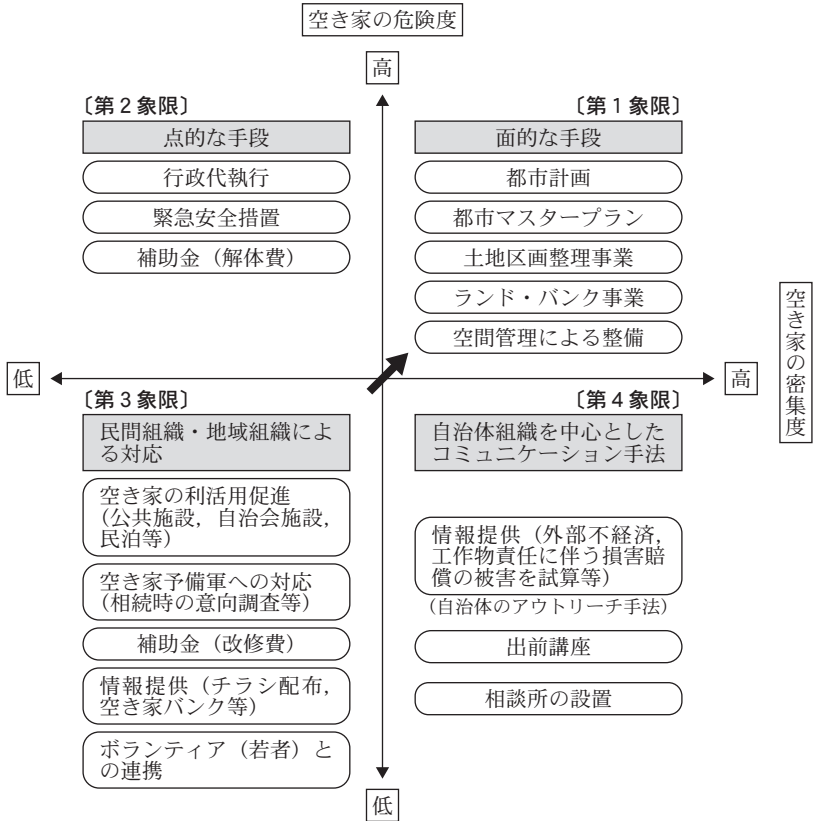 空き家の危険度
高
〔第2象限〕
点的な手段
行政代執行
緊急安全措置
補助金（解体費）
〔第1象限〕
面的な手段
都市計画
都市マスタープラン
土地区画整理事業
ランド・バンク事業
空間管理による整備
低
高
空き家の密集度
〔第3象限〕
民間組織・地域組織によ
る対応
空き家の利活用促進
(公共施設，自治会施設，
民泊等）
空き家予備軍への対応
(相続時の意向調査等）
補助金（改修費）
情報提供（チラシ配布，
空き家バンク等）
ボランティア（若者）と
の連携
〔第4象限〕
自治体組織を中心とした
コミュニケーション手法
情報提供（外部不経済，
工作物責任に伴う損害賠
償の被害を試算等）
(自治体のアウトリーチ手法）
出前講座
相談所の設置
低